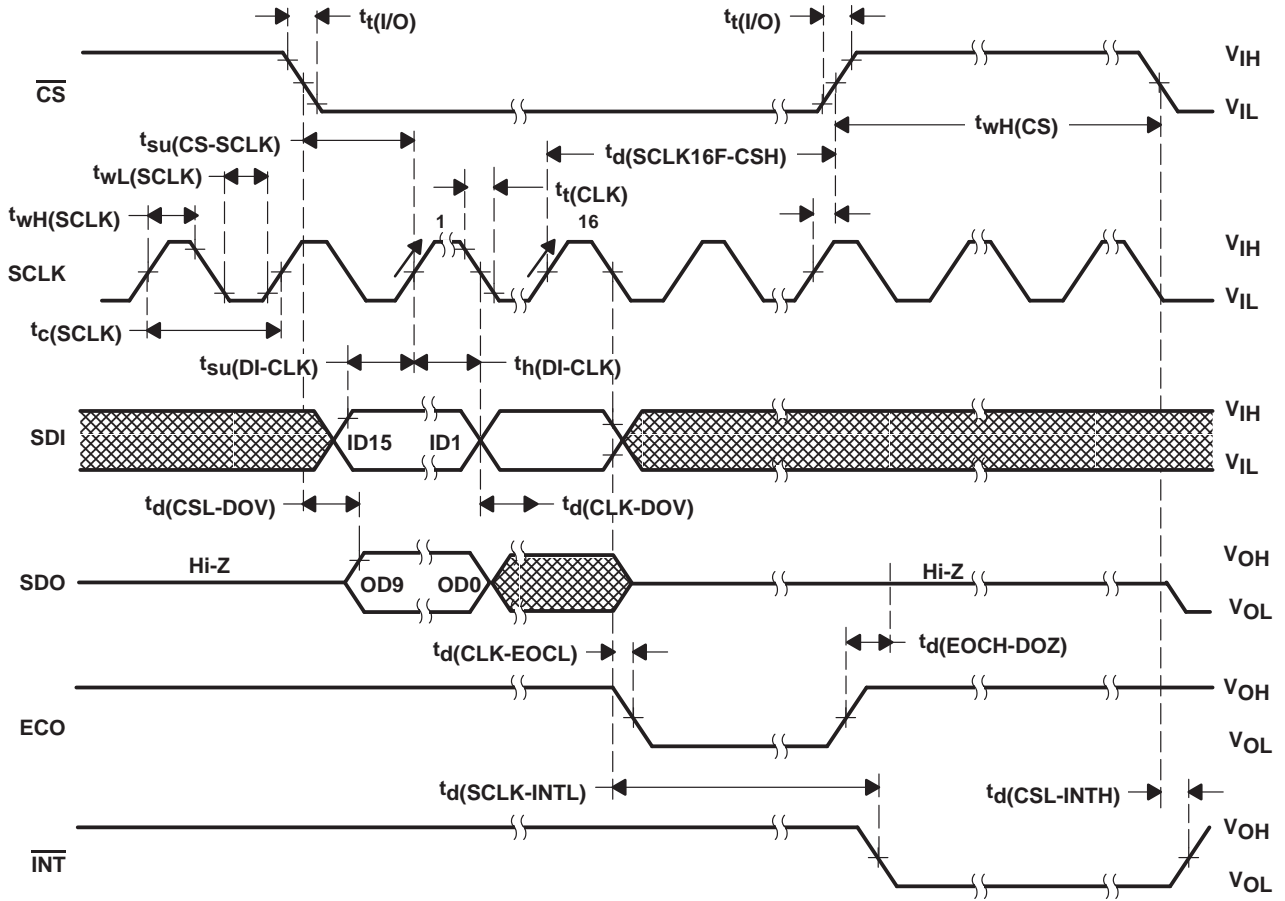 tt(I/O) tt(I/O)
VIH
CS
VIL
twH(CS)
tsu(CS-SCLK)
td(SCLK16F-CSH)
twL(SCLK)
tt(CLK)
twH(SCLK)
1 16
VIH
SCLK
VIL
tc(SCLK)
tsu(DI-CLK) th(DI-CLK)
VIH
SDI ID15 ID1
VIL
td(CSL-DOV) td(CLK-DOV)
VOH
Hi-Z Hi-Z
SDO OD9 OD0
VOL
td(CLK-EOCL) td(EOCH-DOZ)
VOH
ECO
VOL
td(SCLK-INTL) td(CSL-INTH)
VOH
INT
VOL